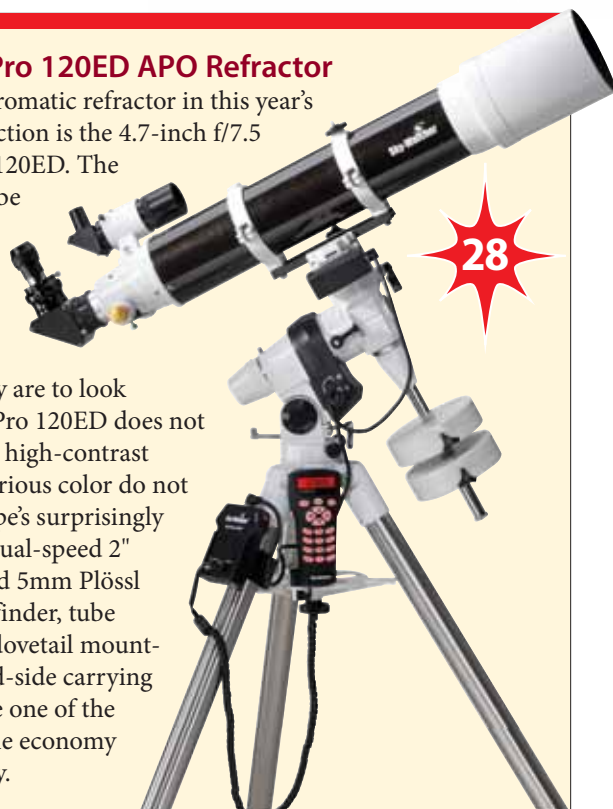 Pro 120ED APO Refractor
romatic refractor in this year's
ction is the 4.7-inch f/7.5
120ED. The
be
Sky-Watcher
28
y are to look
Pro 120ED does not
high-contrast
rious color do not
be's surprisingly
ual-speed 2"
d 5mm Plössl
finder, tube
dovetail mount-
d-side carrying
e one of the
e economy
y.